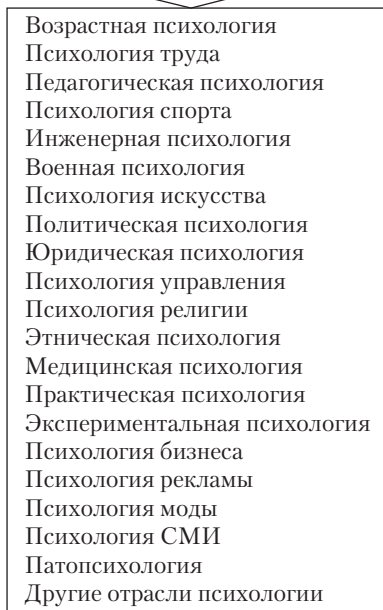 Возрастная психология
Психология труда
Педагогическая психология
Психология спорта
Инженерная психология
Военная психология
Психология искусства
Политическая психология
Юридическая психология
Психология управления
Психология религии
Этническая психология
Медицинская психология
Практическая психология
Экспериментальная психология
Психология бизнеса
Психология рекламы
Психология моды
Психология СМИ
Патопсихология
Другие отрасли психологии